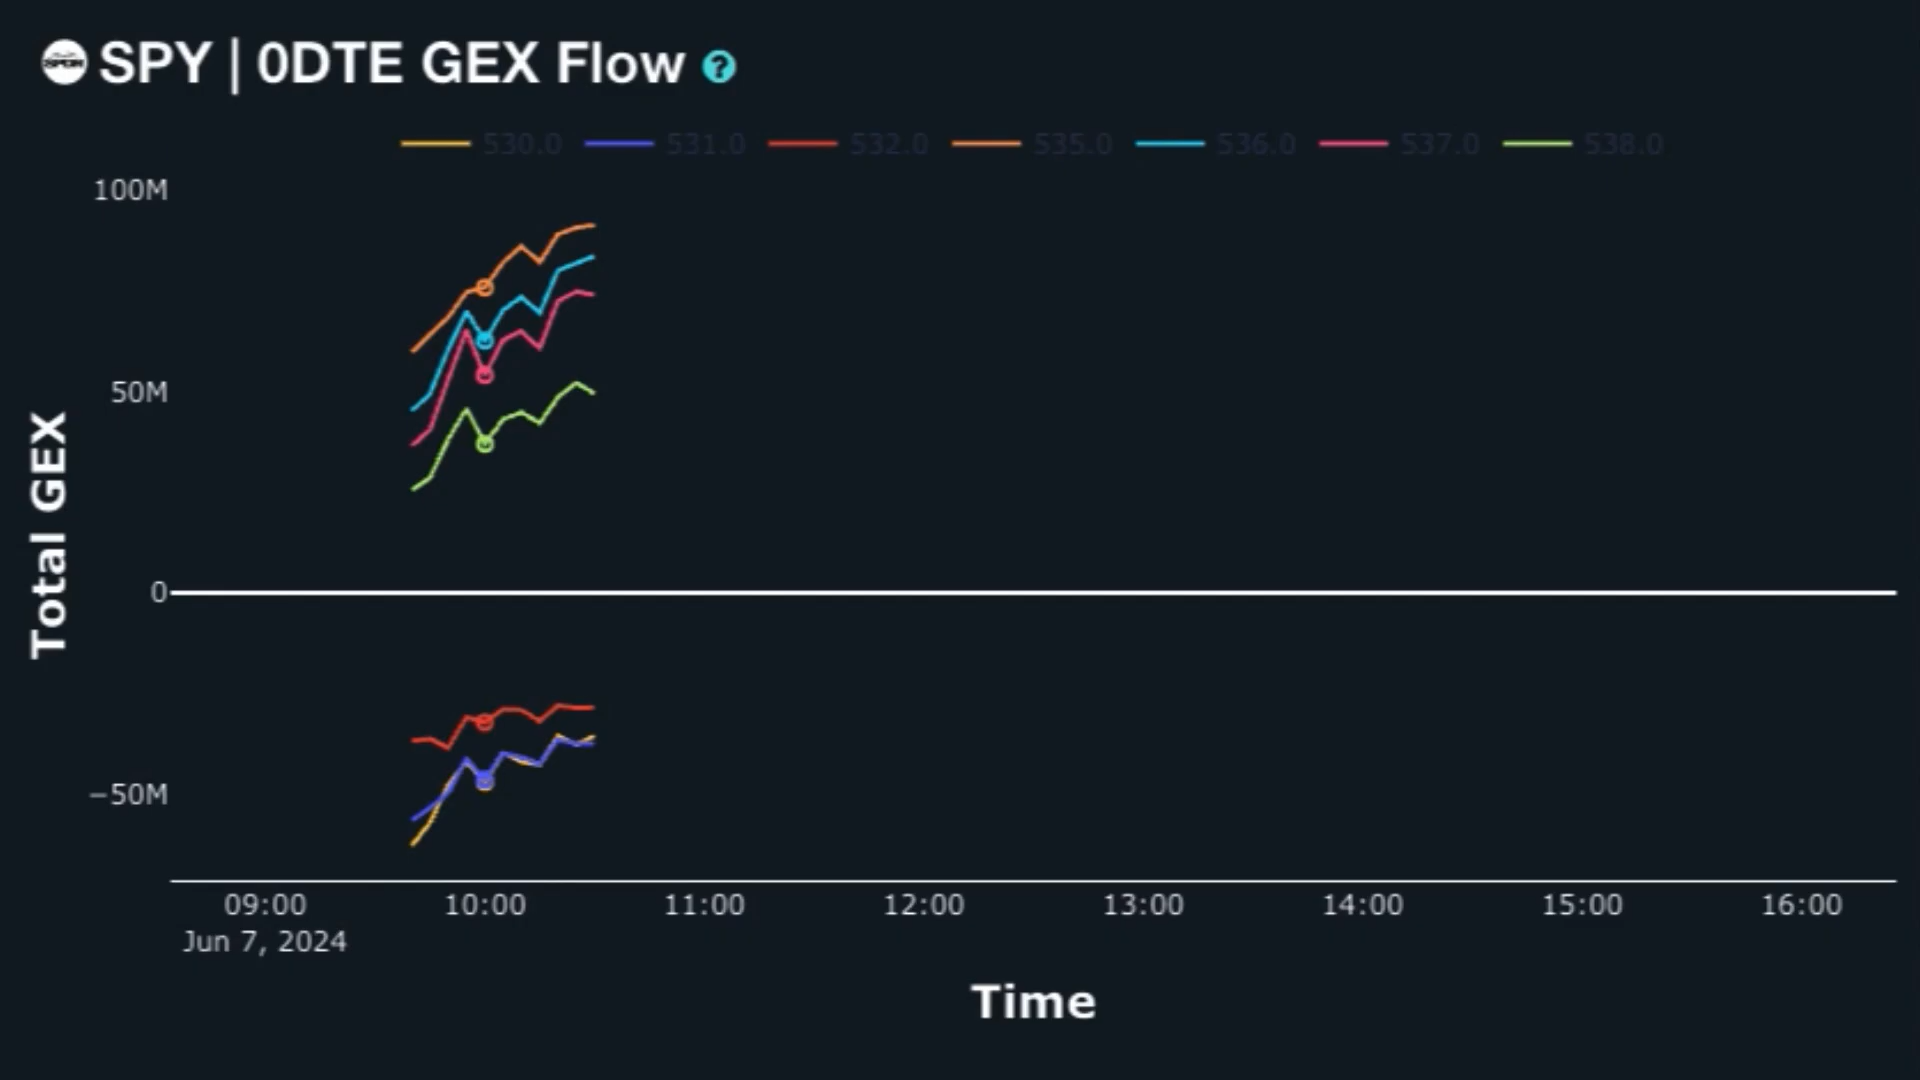 SPDR SPY | 0DTE GEX Flow ?
530.0 531.0 532.0 535.0 536.0 537.0 538.0
100M
50M
0
−50M
Total GEX
09:00 10:00 11:00 12:00 13:00 14:00 15:00 16:00
Jun 7, 2024
Time